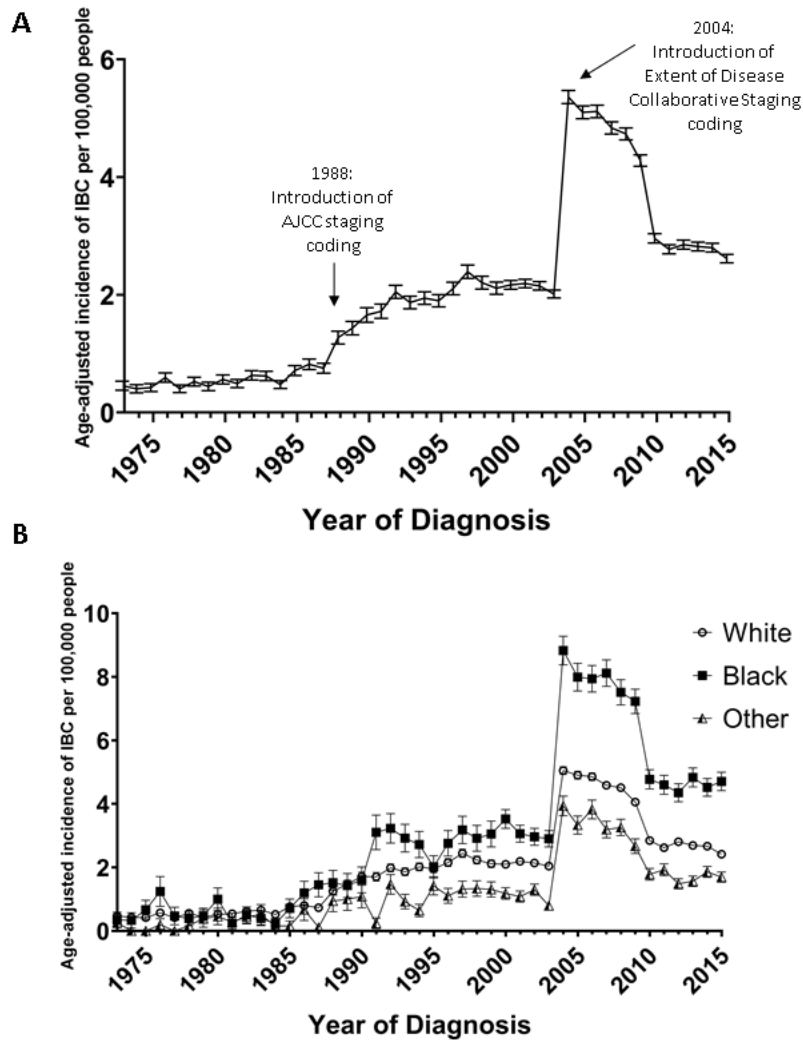 A
Age-adjusted incidence of IBC per 100,000 people
6
4
2
0
2004:
Introduction of
Extent of Disease
Collaborative Staging
coding
1988:
Introduction of
AJCC staging
coding
1975
1980
1985
1990
1995
2000
2005
2010
2015
Year of Diagnosis
B
Age-adjusted incidence of IBC per 100,000 people
10
8
6
4
2
0
White
Black
Other
1975
1980
1985
1990
1995
2000
2005
2010
2015
Year of Diagnosis